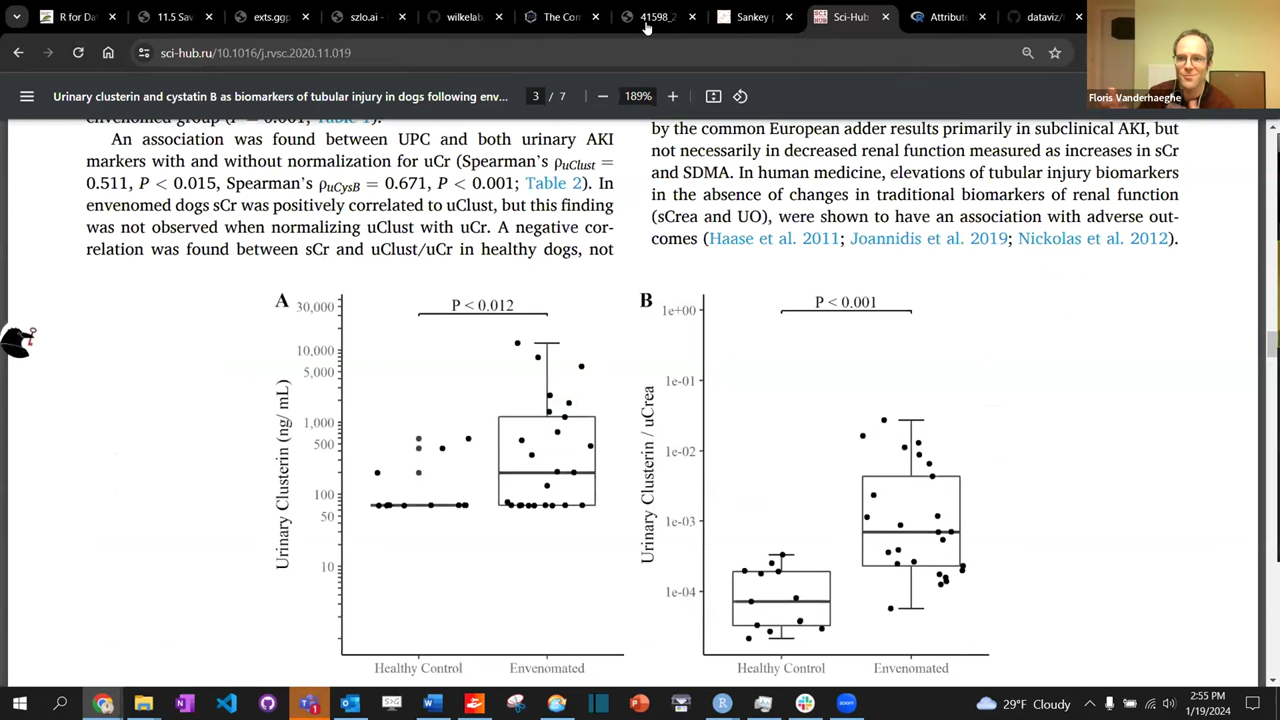 R for Da
11.5 Sav
exts.ggp
szlo.ai -
wilkelab
The Con
41598_2
Sankey p
Sci-Hub
Attribute
dataviz/
sci-hub.ru/10.1016/j.rvsc.2020.11.019
Urinary clusterin and cystatin B as biomarkers of tubular injury in dogs following env...
3 / 7
189%
Floris Vanderhaeghe
An association was found between UPC and both urinary AKI
markers with and without normalization for uCr (Spearman's ρuClust =
0.511, P < 0.015, Spearman's ρuCysB = 0.671, P < 0.001; Table 2). In
envenomed dogs sCr was positively correlated to uClust, but this finding
was not observed when normalizing uClust with uCr. A negative cor-
relation was found between sCr and uClust/uCr in healthy dogs, not
by the common European adder results primarily in subclinical AKI, but
not necessarily in decreased renal function measured as increases in sCr
and SDMA. In human medicine, elevations of tubular injury biomarkers
in the absence of changes in traditional biomarkers of renal function
(sCrea and UO), were shown to have an association with adverse out-
comes (Haase et al. 2011; Joannidis et al. 2019; Nickolas et al. 2012).
A
P < 0.012
30,000
10,000
5,000
1,000
500
100
50
10
Urinary Clusterin (ng/ mL)
Healthy Control
Envenomated
B
P < 0.001
1e+00
1e-01
1e-02
1e-03
1e-04
Urinary Clusterin / uCrea
Healthy Control
Envenomated
29°F Cloudy
2:55 PM
1/19/2024